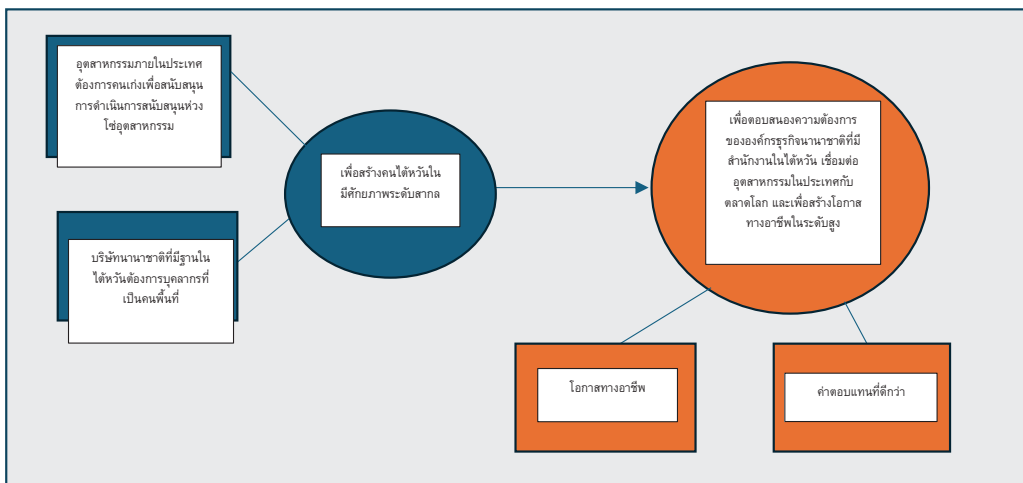 อุตสาหกรรมภายในประเทศ
ต้องการคนเก่งเพื่อสนับสนุน
การดำเนินการสนับสนุนห่วง
โซ่อุตสาหกรรม
บริษัทนานาชาติที่มีฐานใน
ไต้หวันต้องการบุคลากรที่
เป็นคนพื้นที่
เพื่อสร้างคนไต้หวันใน
มีศักยภาพระดับสากล
เพื่อตอบสนองความต้องการ
ขององค์กรธุรกิจนานาชาติที่มี
สำนักงานในไต้หวัน เชื่อมต่อ
อุตสาหกรรมในประเทศกับ
ตลาดโลก และเพื่อสร้างโอกาส
ทางอาชีพในระดับสูง
โอกาสทางอาชีพ
ค่าตอบแทนที่ดีกว่า